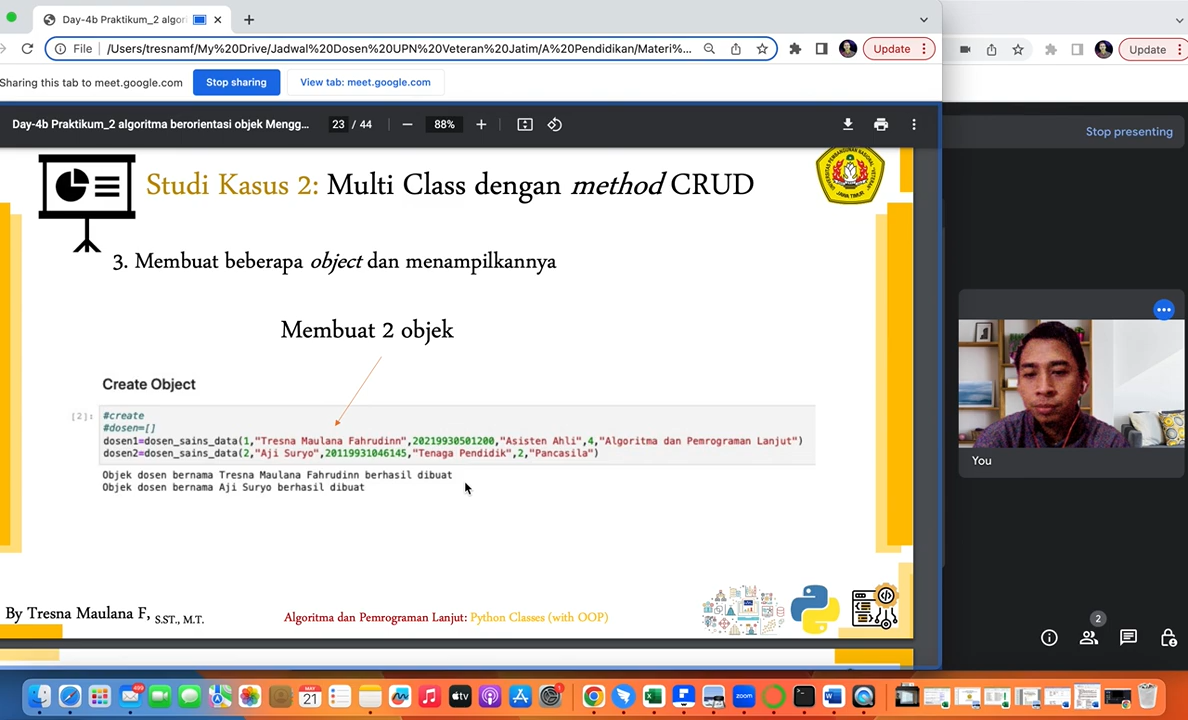 Day-4b Praktikum_2 algori
File
/Users/tresnamf/My%20Drive/Jadwal%20Dosen%20UPN%20Veteran%20Jatim/A%20Pendidikan/Materi%...
Update
Update
Sharing this tab to meet.google.com
Stop sharing
View tab: meet.google.com
Day-4b Praktikum_2 algoritma berorientasi objek Mengg...
23 / 44
88%
Stop presenting
Studi Kasus 2: Multi Class dengan method CRUD
3. Membuat beberapa object dan menampilkannya
Membuat 2 objek
Create Object
[2]:
#create
#dosen=[]
dosen1=dosen_sains_data(1,"Tresna Maulana Fahrudinn",20219930501200,"Asisten Ahli",4,"Algoritma dan Pemrograman Lanjut")
dosen2=dosen_sains_data(2,"Aji Suryo",20119931046145,"Tenaga Pendidik",2,"Pancasila")
Objek dosen bernama Tresna Maulana Fahrudinn berhasil dibuat
Objek dosen bernama Aji Suryo berhasil dibuat
You
By Tresna Maulana F, S.ST., M.T.
Algoritma dan Pemrograman Lanjut: Python Classes (with OOP)
2
MAY
21
tv
zoom